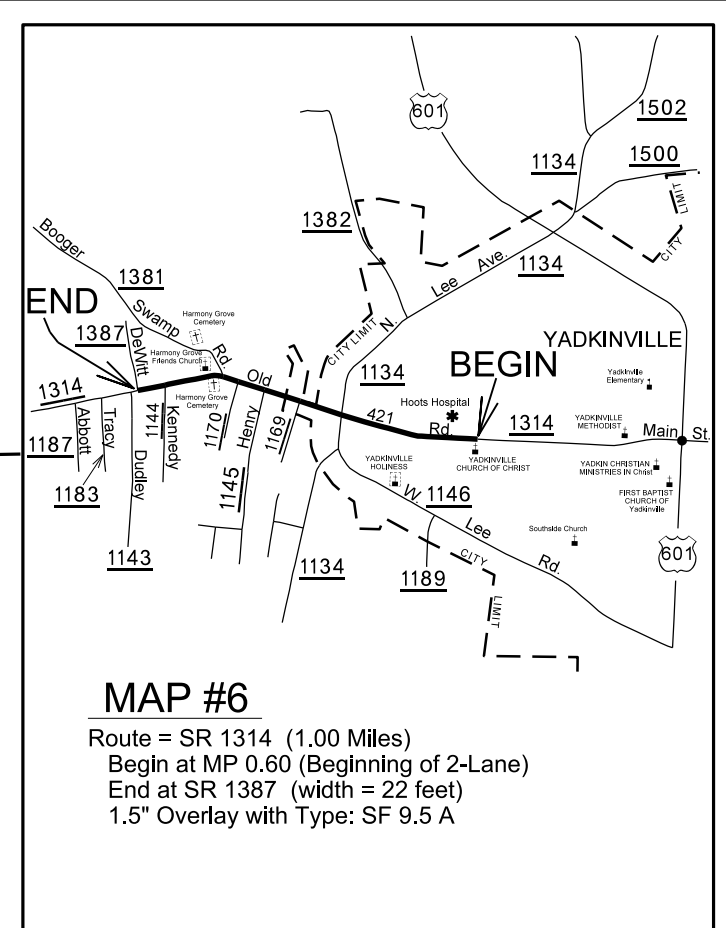 601
1502
1134
1500
CITY
LIMIT
1382
Lee Ave.
1134
N.
CITY LIMIT
Booger
1381
Swamp
Rd.
Harmony Grove
Cemetery
END
1387
DeWitt
Harmony Grove
Friends Church
YADKINVILLE
BEGIN
Yadkinville
Elementary
1314
Harmony Grove
Cemetery
Old
1134
Hoots Hospital
*
421
Rd.
1314
YADKINVILLE
METHODIST
Main St.
1187
Abbott
Tracy
1183
1144
Kennedy
1170
Henry
1169
1145
Dudley
1143
YADKINVILLE
HOLINESS
YADKINVILLE
CHURCH OF CHRIST
YADKIN CHRISTIAN
MINISTRIES IN Christ
FIRST BAPTIST
CHURCH OF
Yadkinville
W.
1146
Lee
Rd.
Southside Church
601
1134
1189
CITY
LIMIT
MAP #6
Route = SR 1314 (1.00 Miles)
Begin at MP 0.60 (Beginning of 2-Lane)
End at SR 1387 (width = 22 feet)
1.5" Overlay with Type: SF 9.5 A